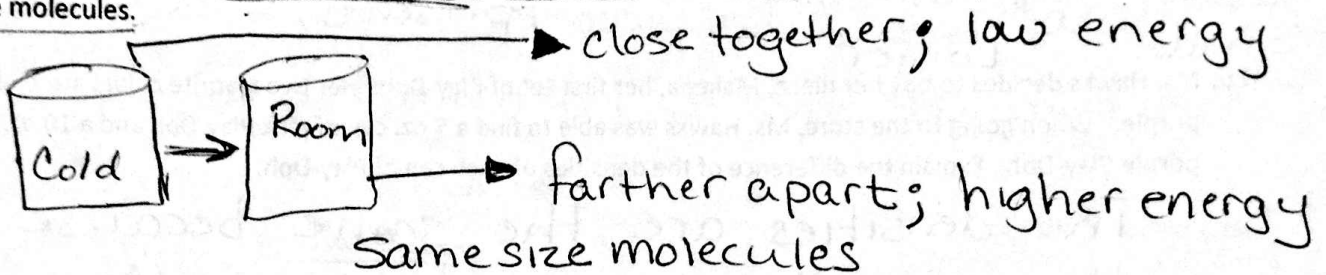 molecules.
close together; low energy
Cold
Room
farther apart; higher energy
Same size molecules